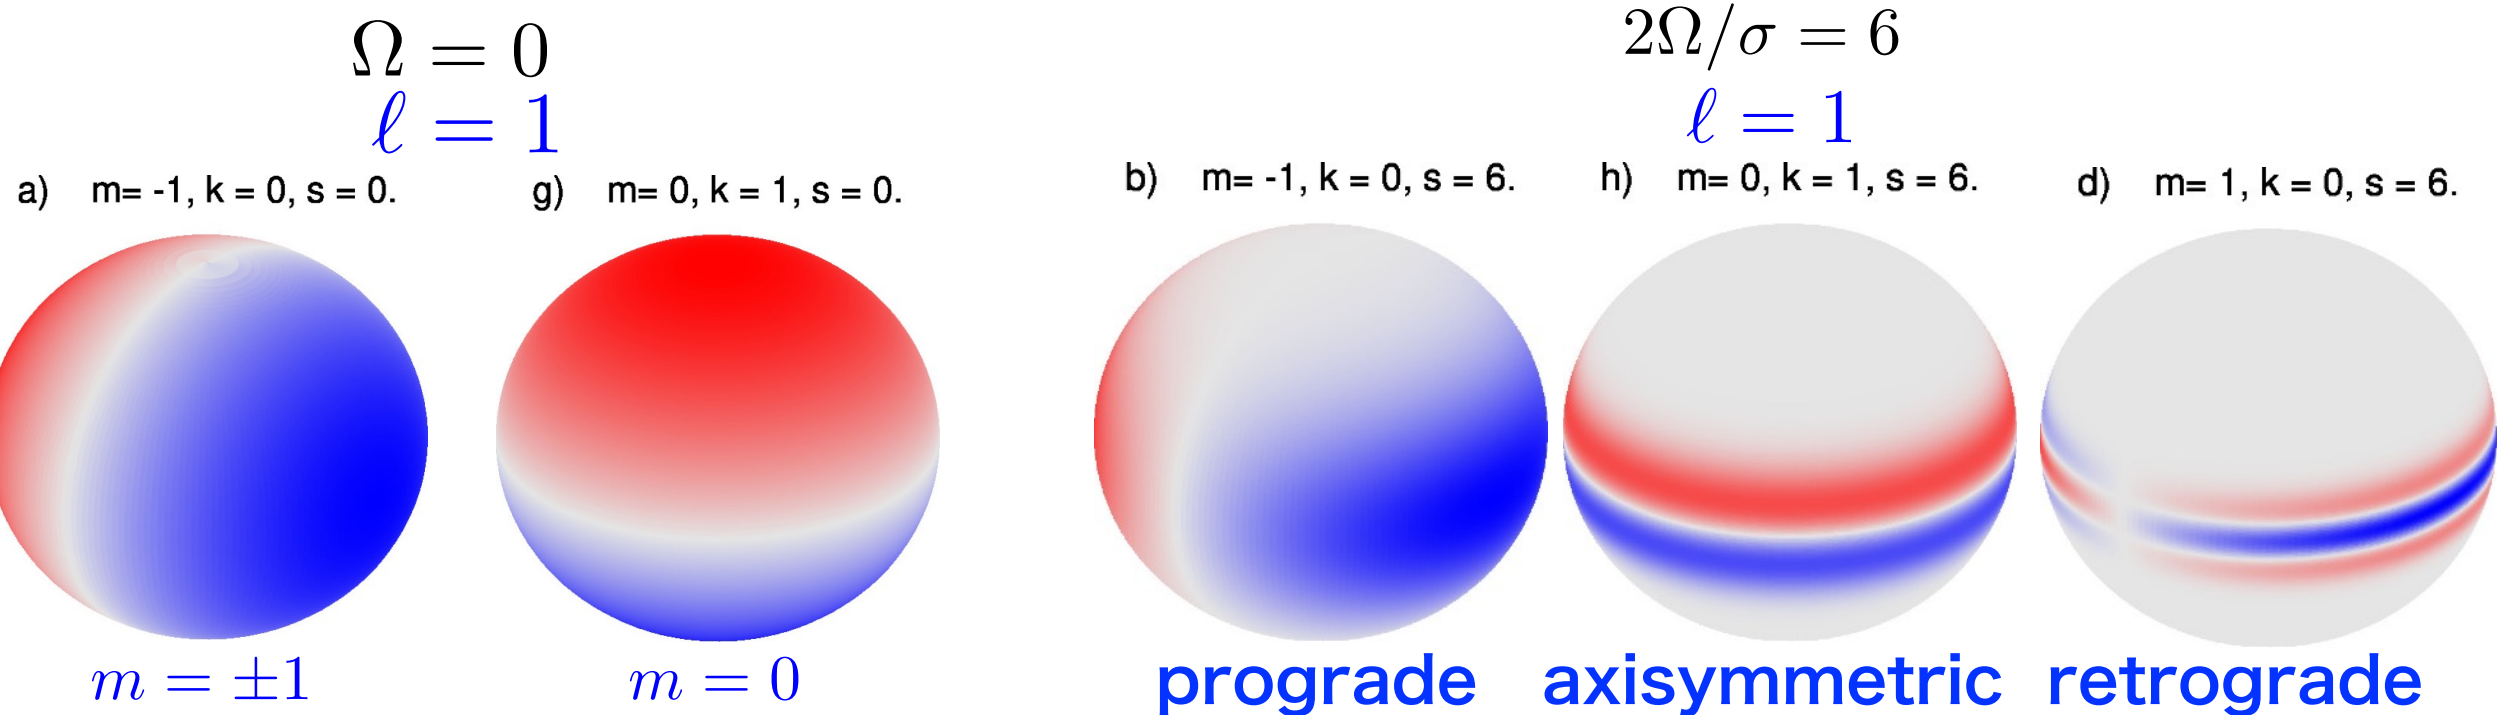 Ω = 0
ℓ = 1
a) m= -1, k = 0, s = 0.
g) m= 0, k = 1, s = 0.
m = ±1
m = 0
2Ω/σ = 6
ℓ = 1
b) m= -1, k = 0, s = 6.
h) m= 0, k = 1, s = 6.
d) m= 1, k = 0, s = 6.
prograde
axisymmetric
retrograde